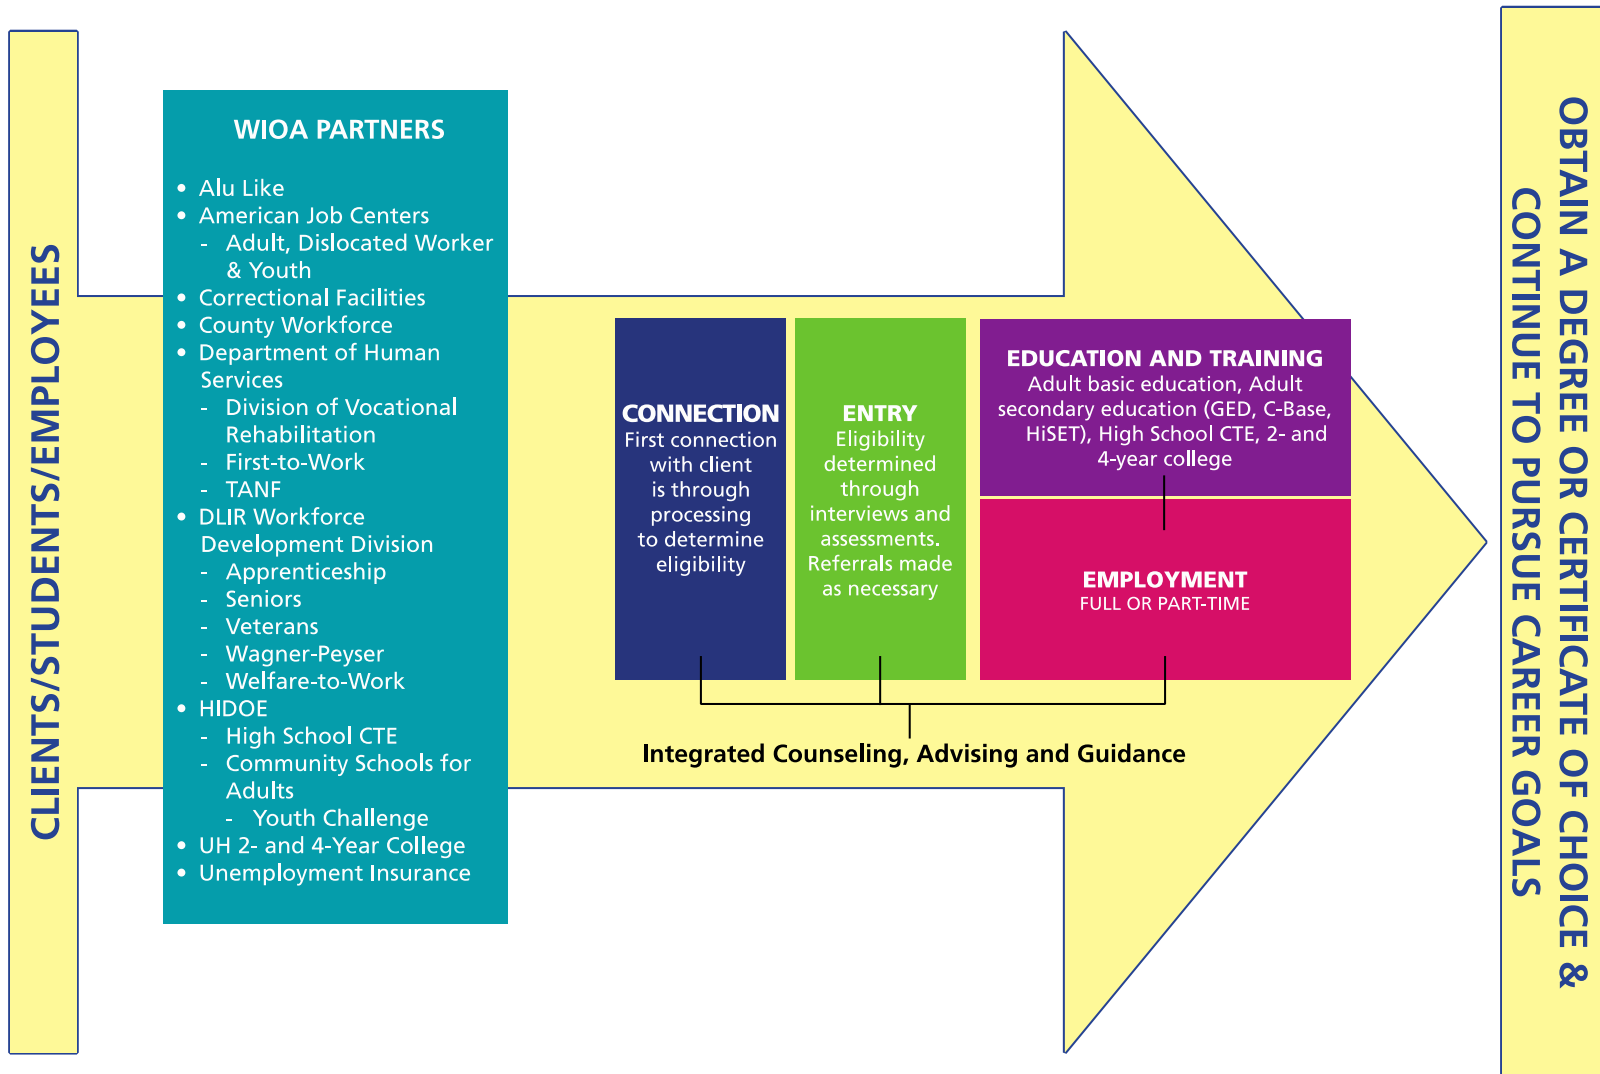 CLIENTS/STUDENTS/EMPLOYEES
WIOA PARTNERS
• Alu Like
• American Job Centers
- Adult, Dislocated Worker
& Youth
• Correctional Facilities
• County Workforce
• Department of Human
Services
- Division of Vocational
Rehabilitation
- First-to-Work
- TANF
• DLIR Workforce
Development Division
- Apprenticeship
- Seniors
- Veterans
- Wagner-Peyser
- Welfare-to-Work
• HIDOE
- High School CTE
- Community Schools for
Adults
- Youth Challenge
• UH 2- and 4-Year College
• Unemployment Insurance
CONNECTION
First connection
with client
is through
processing
to determine
eligibility
ENTRY
Eligibility
determined
through
interviews and
assessments.
Referrals made
as necessary
EDUCATION AND TRAINING
Adult basic education, Adult
secondary education (GED, C-Base,
HiSET), High School CTE, 2- and
4-year college
EMPLOYMENT
FULL OR PART-TIME
Integrated Counseling, Advising and Guidance
OBTAIN A DEGREE OR CERTIFICATE OF CHOICE &
CONTINUE TO PURSUE CAREER GOALS